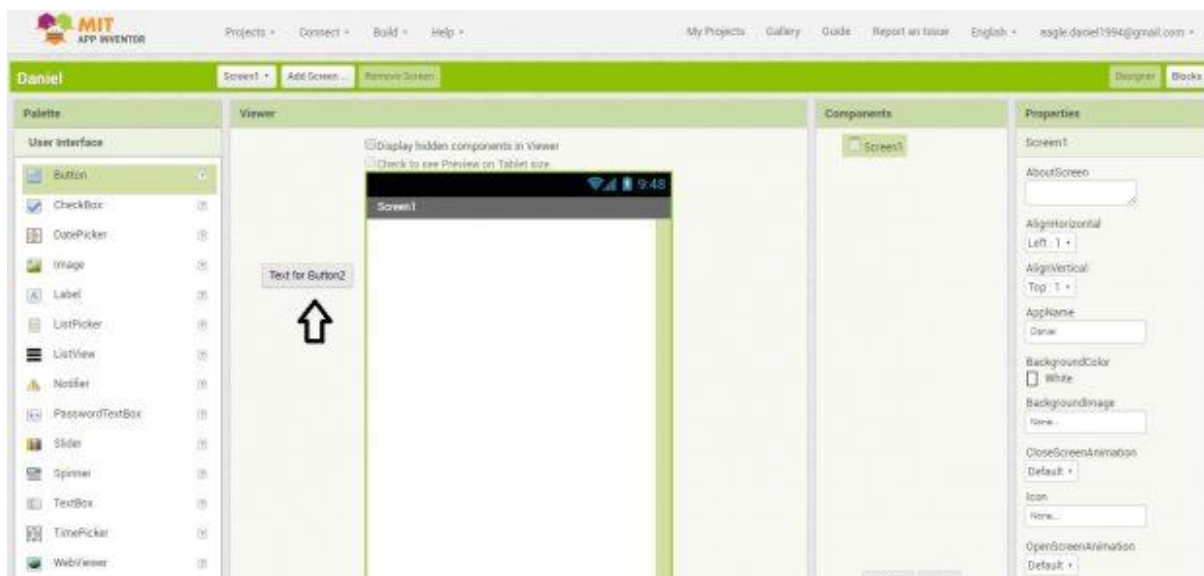 MIT
APP INVENTOR
Projects Connect Build Help My Projects Gallery Guide Report an Issue English eagle.daniel1994@gmail.com
Daniel Screen1 Add Screen ... Remove Screen Designer Blocks
Palette Viewer Components Properties
User Interface
Display hidden components in Viewer
Check to see Preview on Tablet size.
9:48
Screen1
Text for Button2
Button
CheckBox
DatePicker
Image
Label
ListPicker
ListView
Notifier
PasswordTextBox
Slider
Spinner
TextBox
TimePicker
WebViewer
Screen1
Screen1
AboutScreen
AlignHorizontal
Left : 1
AlignVertical
Top : 1
AppName
Daniel
BackgroundColor
White
BackgroundImage
None...
CloseScreenAnimation
Default
Icon
None...
OpenScreenAnimation
Default